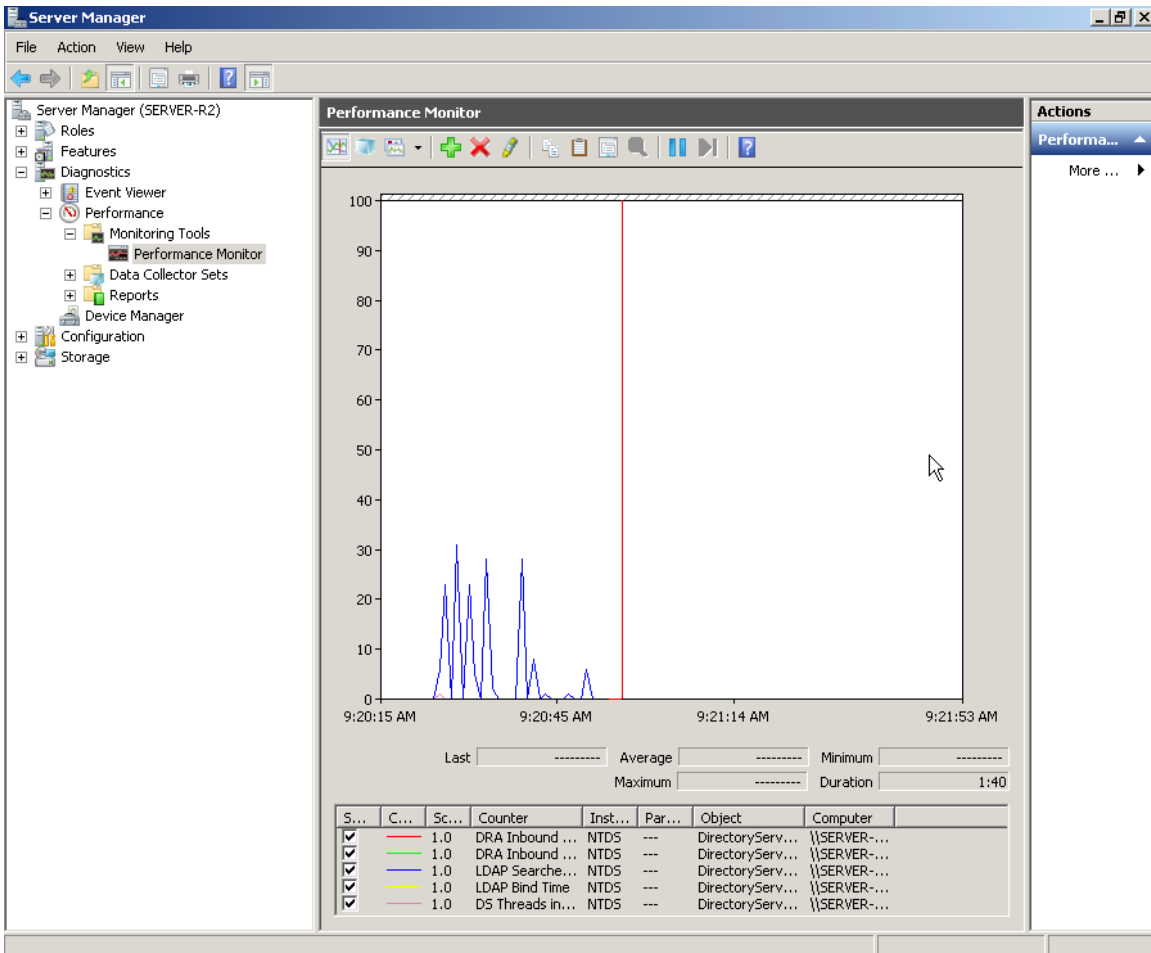 Server Manager
File Action View Help
Server Manager (SERVER-R2)
Roles
Features
Diagnostics
Event Viewer
Performance
Monitoring Tools
Performance Monitor
Data Collector Sets
Reports
Device Manager
Configuration
Storage
Performance Monitor
100
90
80
70
60
50
40
30
20
10
0
9:20:15 AM 9:20:45 AM 9:21:14 AM 9:21:53 AM
Last --------- Average --------- Minimum ---------
Maximum --------- Duration 1:40
S... C... Sc... Counter Inst... Par... Object Computer
1.0 DRA Inbound ... NTDS --- DirectoryServ... \\SERVER-...
1.0 DRA Inbound ... NTDS --- DirectoryServ... \\SERVER-...
1.0 LDAP Searche... NTDS --- DirectoryServ... \\SERVER-...
1.0 LDAP Bind Time NTDS --- DirectoryServ... \\SERVER-...
1.0 DS Threads in... NTDS --- DirectoryServ... \\SERVER-...
Actions
Performa...
More ...